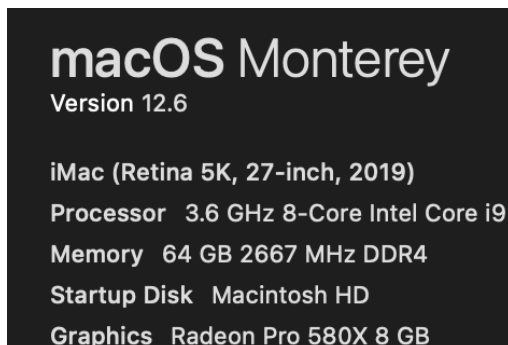 macOS Monterey
Version 12.6
iMac (Retina 5K, 27-inch, 2019)
Processor 3.6 GHz 8-Core Intel Core i9
Memory 64 GB 2667 MHz DDR4
Startup Disk Macintosh HD
Graphics Radeon Pro 580X 8 GB